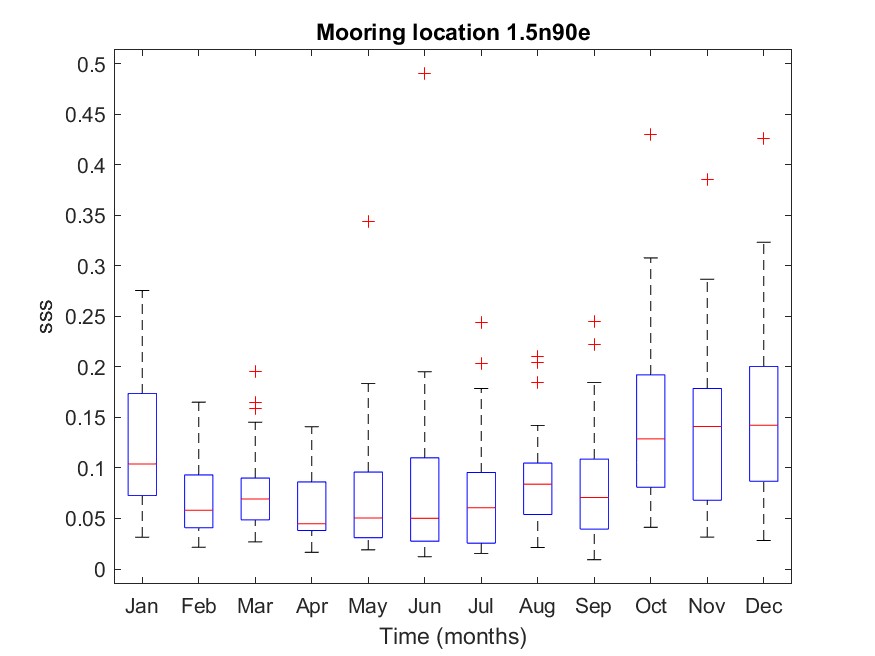 Mooring location 1.5n90e
0.5
0.45
0.4
0.35
0.3
0.25
0.2
0.15
0.1
0.05
0
sss
Jan Feb Mar Apr May Jun Jul Aug Sep Oct Nov Dec
Time (months)